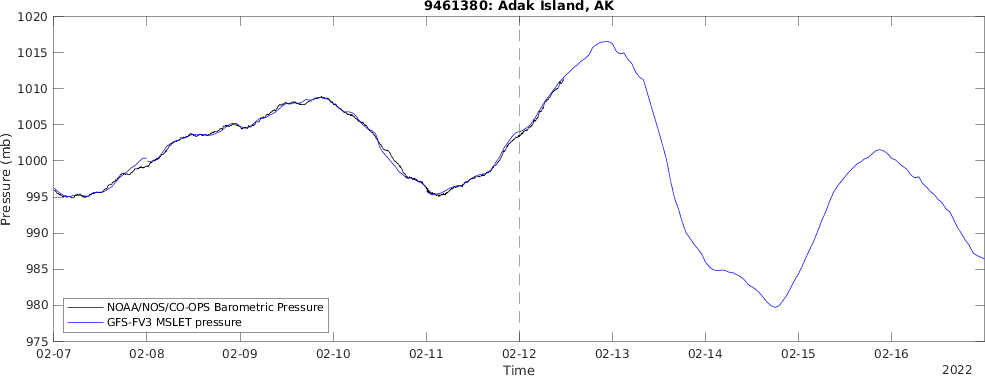 9461380: Adak Island, AK
1020
1015
1010
1005
1000
995
990
985
980
975
Pressure (mb)
NOAA/NOS/CO-OPS Barometric Pressure
GFS-FV3 MSLET pressure
02-07 02-08 02-09 02-10 02-11 02-12 02-13 02-14 02-15 02-16
Time
2022